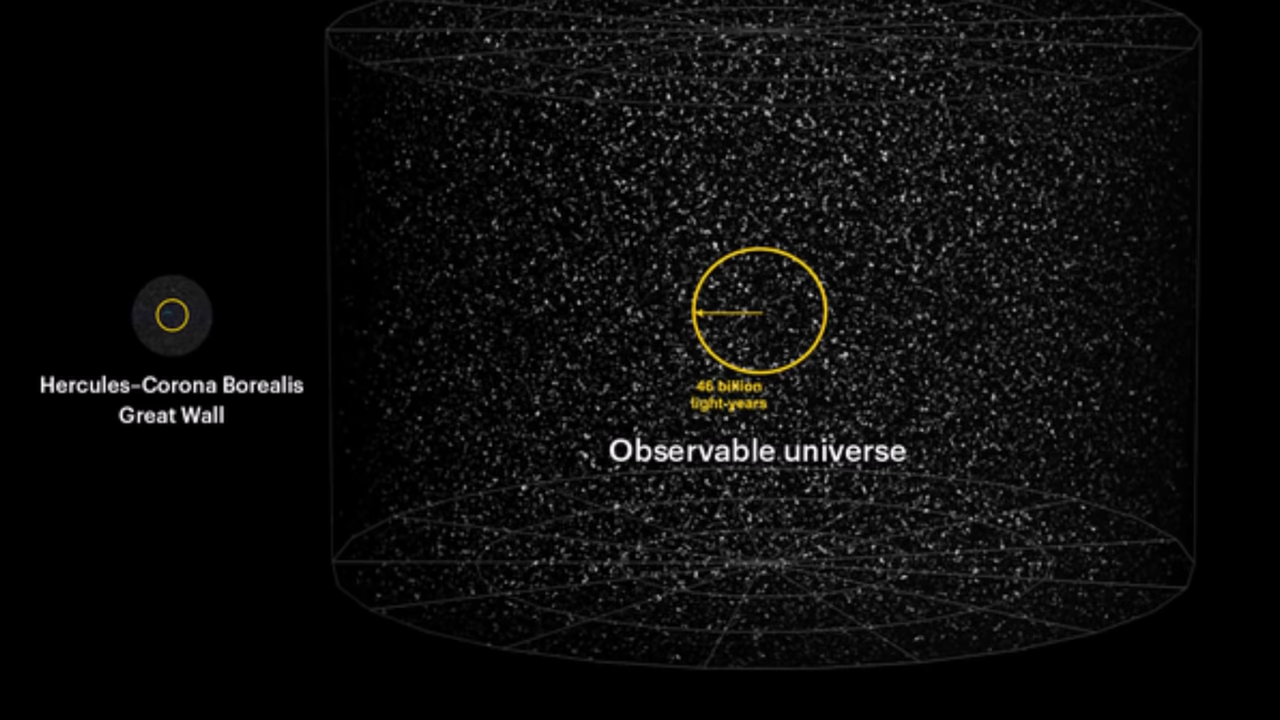 Hercules–Corona Borealis
Great Wall
46 billion
light-years
Observable universe